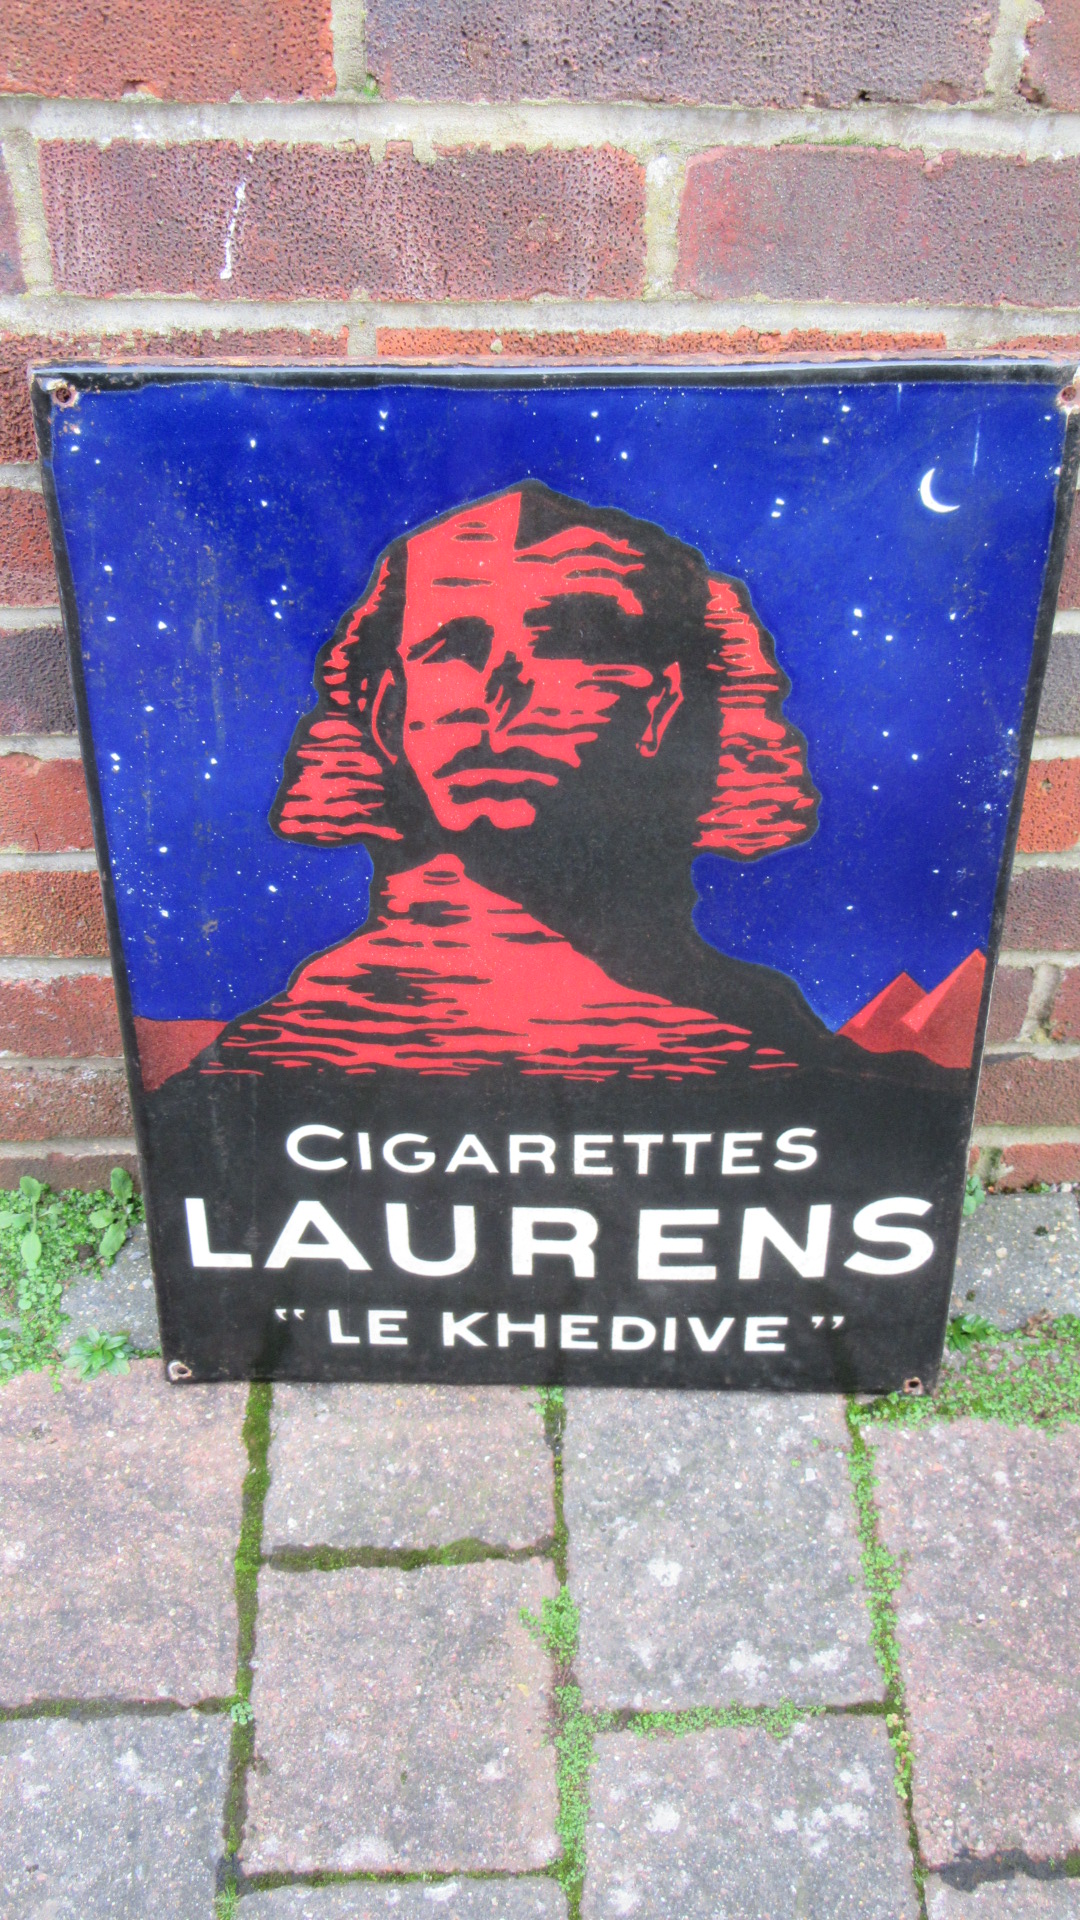 CIGARETTES
LAURENS
“LE KHEDIVE”